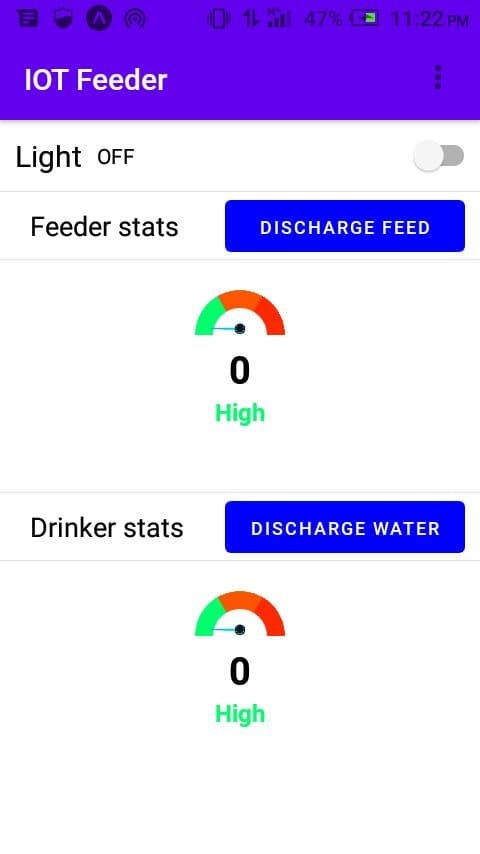 47% 11:22 PM
IOT Feeder
Light OFF
Feeder stats DISCHARGE FEED
0
High
Drinker stats DISCHARGE WATER
0
High